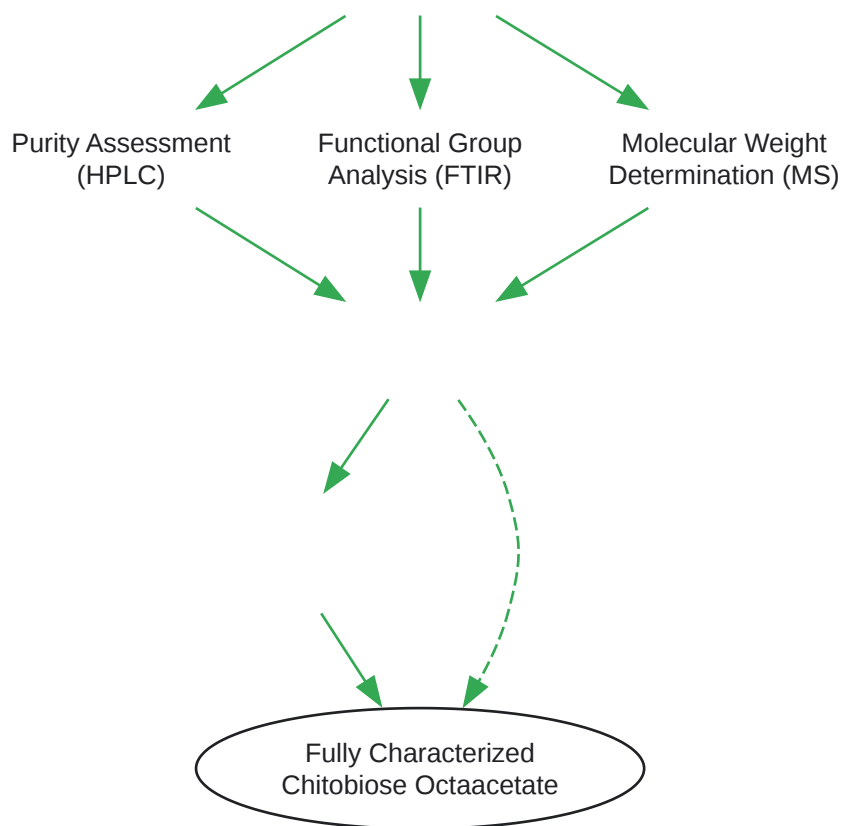 Purity Assessment
(HPLC)
Functional Group
Analysis (FTIR)
Molecular Weight
Determination (MS)
Fully Characterized
Chitobiose Octaacetate